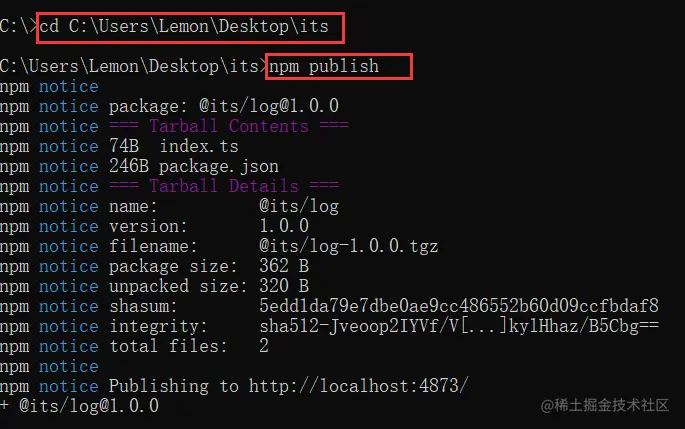 C:\>cd C:\Users\Lemon\Desktop\its
C:\Users\Lemon\Desktop\its>npm publish
npm notice
npm notice package: @its/log@1.0.0
npm notice === Tarball Contents ===
npm notice 74B  index.ts
npm notice 246B package.json
npm notice === Tarball Details ===
npm notice name:          @its/log
npm notice version:       1.0.0
npm notice filename:      @its/log-1.0.0.tgz
npm notice package size:  362 B
npm notice unpacked size: 320 B
npm notice shasum:        5edd1da79e7dbe0ae9cc486552b60d09ccfbdaf8
npm notice integrity:     sha512-Jveoop2IYVf/V[...]kylHhaz/B5Cbg==
npm notice total files:   2
npm notice
npm notice Publishing to http://localhost:4873/
+ @its/log@1.0.0
@稀土掘金技术社区